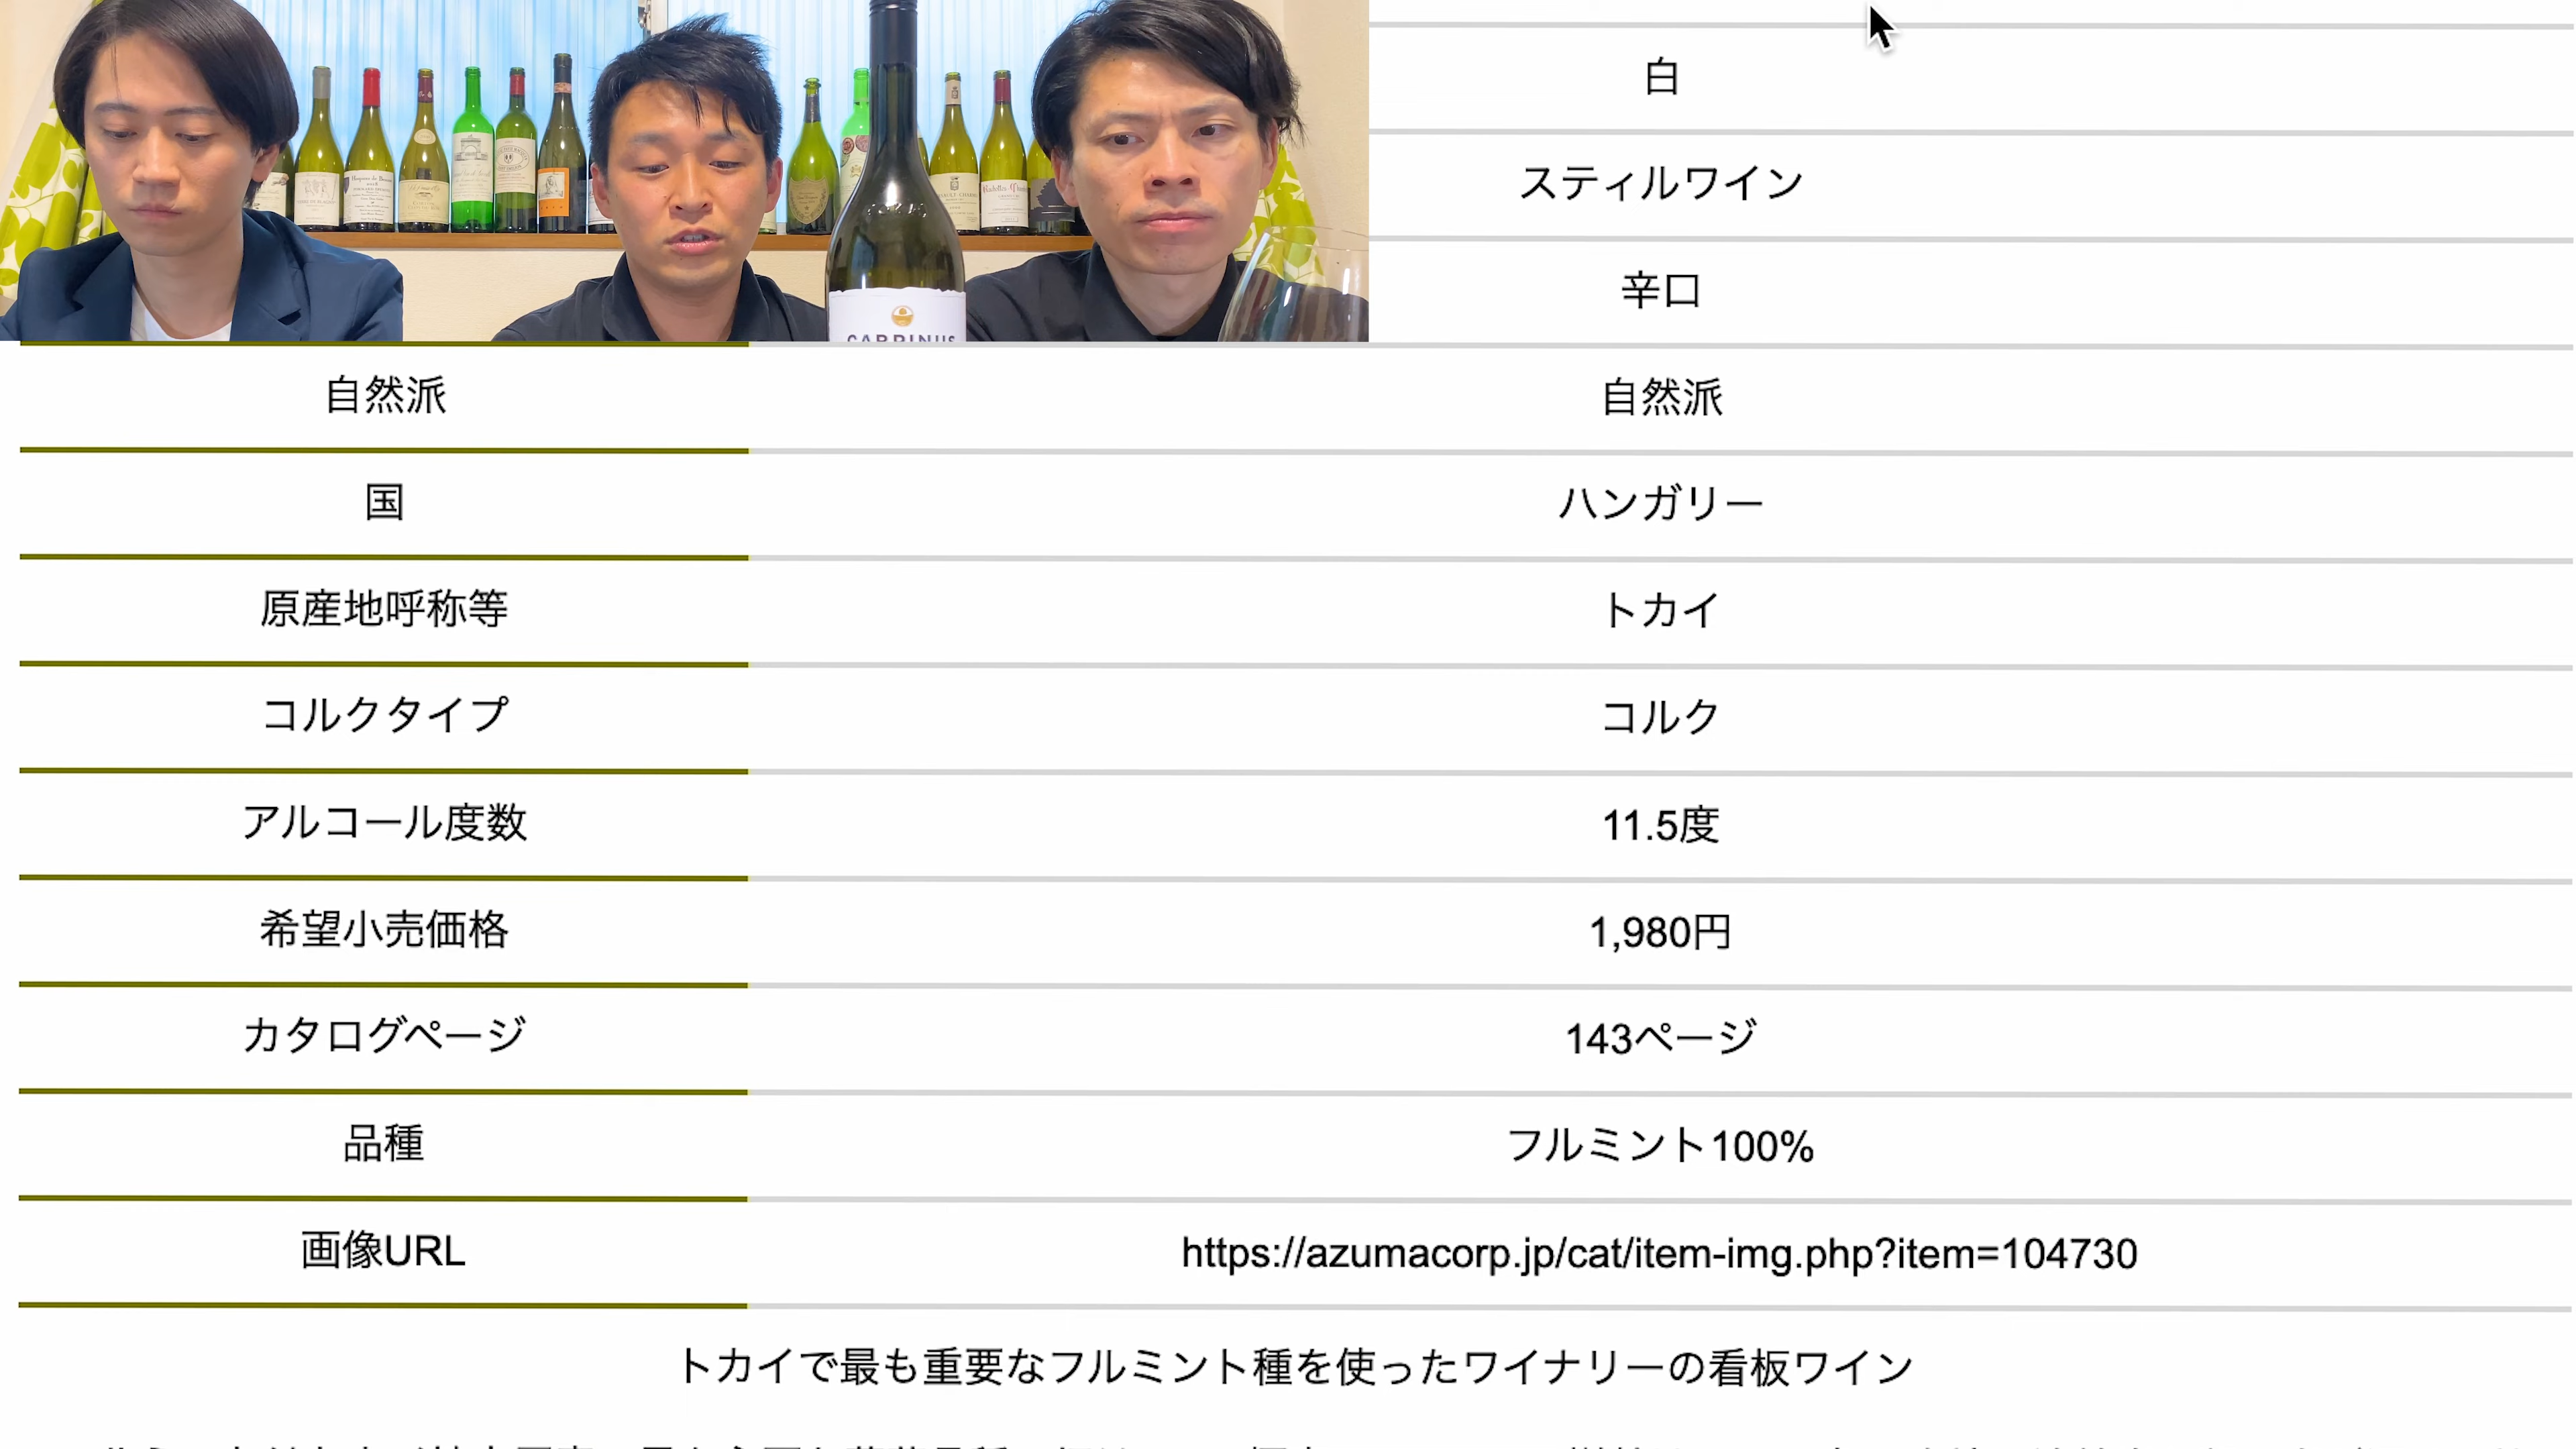 白
スティルワイン
辛口
CARPINUS
自然派 自然派
国 ハンガリー
原産地呼称等 トカイ
コルクタイプ コルク
アルコール度数 11.5度
希望小売価格 1,980円
カタログページ 143ページ
品種 フルミント100%
画像URL https://azumacorp.jp/cat/item-img.php?item=104730
トカイで最も重要なフルミント種を使ったワイナリーの看板ワイン